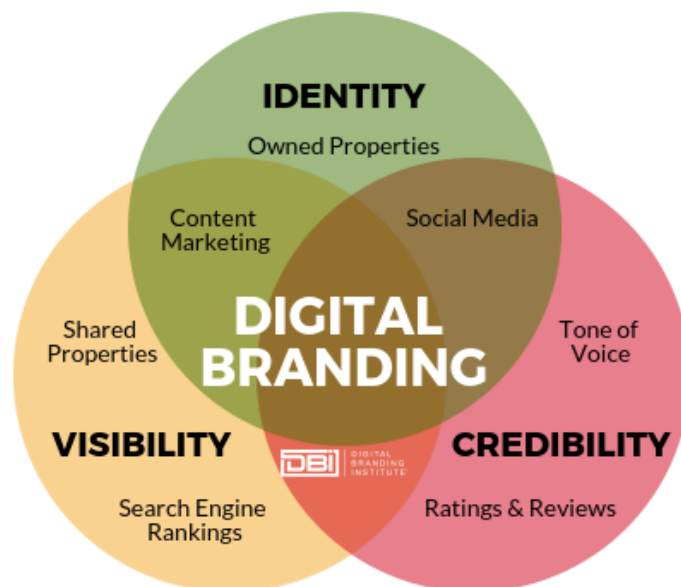 IDENTITY
Owned Properties
Content
Marketing
Social Media
DIGITAL
BRANDING
Shared
Properties
Tone of
Voice
VISIBILITY
CREDIBILITY
DBI
DIGITAL
BRANDING
INSTITUTE
Search Engine
Rankings
Ratings & Reviews